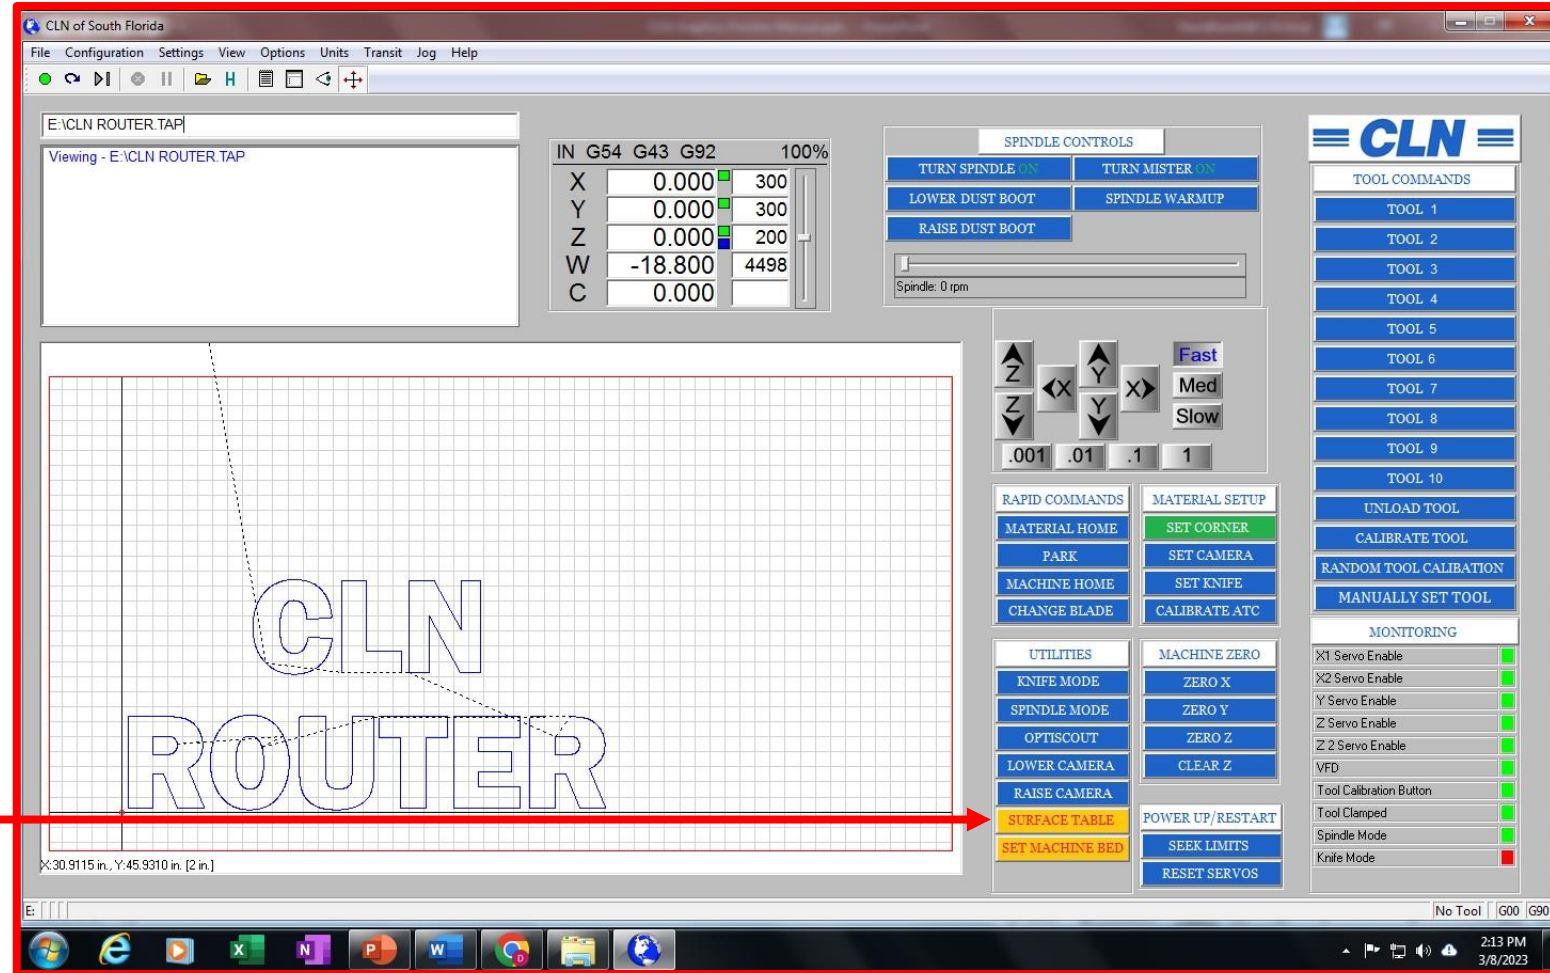 CLN of South Florida
File Configuration Settings View Options Units Transit Jog Help
H
E:\CLN ROUTER.TAP
Viewing - E:\CLN ROUTER.TAP
IN G54 G43 G92 100%
X 0.000 300
Y 0.000 300
Z 0.000 200
W -18.800 4498
C 0.000
SPINDLE CONTROLS
TURN SPINDLE ON TURN MISTER ON
LOWER DUST BOOT SPINDLE WARMUP
RAISE DUST BOOT
Spindle: 0 rpm
Z X Y X Fast
Med
Z Y Slow
.001 .01 .1 1
CLN
ROUTER
X:30.9115 in., Y:45.9310 in. [2 in.]
RAPID COMMANDS
MATERIAL HOME
PARK
MACHINE HOME
CHANGE BLADE
MATERIAL SETUP
SET CORNER
SET CAMERA
SET KNIFE
CALIBRATE ATC
UTILITIES
KNIFE MODE
SPINDLE MODE
OPTISCOUT
LOWER CAMERA
RAISE CAMERA
SURFACE TABLE
SET MACHINE BED
MACHINE ZERO
ZERO X
ZERO Y
ZERO Z
CLEAR Z
POWER UP/RESTART
SEEK LIMITS
RESET SERVOS
CLN
TOOL COMMANDS
TOOL 1
TOOL 2
TOOL 3
TOOL 4
TOOL 5
TOOL 6
TOOL 7
TOOL 8
TOOL 9
TOOL 10
UNLOAD TOOL
CALIBRATE TOOL
RANDOM TOOL CALIBATION
MANUALLY SET TOOL
MONITORING
X1 Servo Enable
X2 Servo Enable
Y Servo Enable
Z Servo Enable
Z 2 Servo Enable
VFD
Tool Calibration Button
Tool Clamped
Spindle Mode
Knife Mode
E: No Tool G00 G90
2:13 PM
3/8/2023